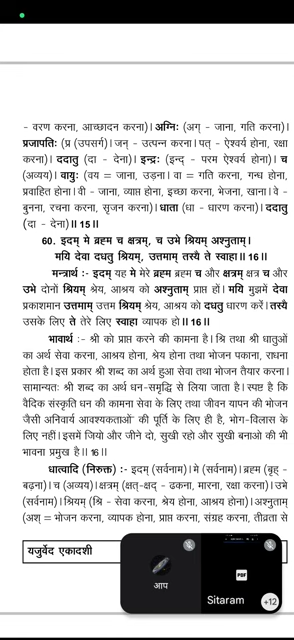 - वरण करना, आच्छादन करना)। अग्निः (अग् - जाना, गति करना)।
प्रजापतिः (प्र (उपसर्ग)। जन् - उत्पन्न करना। पत् - ऐश्वर्य होना, रक्षा
करना)। ददातु (दा - देना)। इन्द्रः (इन्द् - परम ऐश्वर्य होना)। च
(अव्यय)। वायुः (वय = जाना, उड़ना। वा = गति करना, गन्ध होना,
प्रवाहित होना। वी - जाना, व्याप्त होना, इच्छा करना, भेजना, खाना। वे -
बुनना, रचना करना, सृजन करना)। धाता (धा - धारण करना)। ददातु
(दा - देना)॥ 15॥
60. इदम् मे ब्रह्म च क्षत्रम्, च उभे श्रियम् अश्नुताम्।
मयि देवा दधतु श्रियम्, उत्तमाम् तस्यै ते स्वाहा॥ 16॥
मन्त्रार्थ :- इदम् यह मे मेरे ब्रह्म ब्रह्म च और क्षत्रम् क्षत्र च और
उभे दोनों श्रियम् श्रेय, आश्रय को अश्नुताम् प्राप्त हों। मयि मुझमें देवा
प्रकाशमान उत्तमाम् उत्तम श्रियम् श्रेय, आश्रय को दधतु धारण करें। तस्यै
उसके लिए ते तेरे लिए स्वाहा व्यापक हो॥ 16॥
भावार्थ :- श्री को प्राप्त करने की कामना है। श्रि तथा श्री धातुओं
का अर्थ सेवा करना, आश्रय होना, श्रेय होना तथा भोजन पकाना, राधना
होता है। इस प्रकार श्री शब्द का अर्थ हुआ सेवा तथा भोजन तैयार करना।
सामान्यतः श्री शब्द का अर्थ धन-समृद्धि से लिया जाता है। स्पष्ट है कि
वैदिक संस्कृति धन की कामना सेवा के लिए तथा जीवन यापन की भोजन
जैसी अनिवार्य आवश्यकताओं' की पूर्ति के लिए ही है, भोग-विलास के
लिए नहीं। इसमें जियो और जीने दो, सुखी रहो और सुखी बनाओ की भी
भावना प्रमुख है॥ 16॥
धात्वादि (निरुक्त) :- इदम् (सर्वनाम)। मे (सर्वनाम)। ब्रह्म (बृह् -
बढ़ना)। च (अव्यय)। क्षत्रम् (क्षत्-क्षद् - ढकना, मारना, रक्षा करना)। उभे
(सर्वनाम)। श्रियम् (श्रि - सेवा करना, श्रेय होना, आश्रय होना)। अश्नुताम्
(अश् = भोजन करना, व्यापक होना, प्राप्त करना, संग्रह करना, तीव्रता से
यजुर्वेद एकादशी
आप
PDF
Sitaram
+12